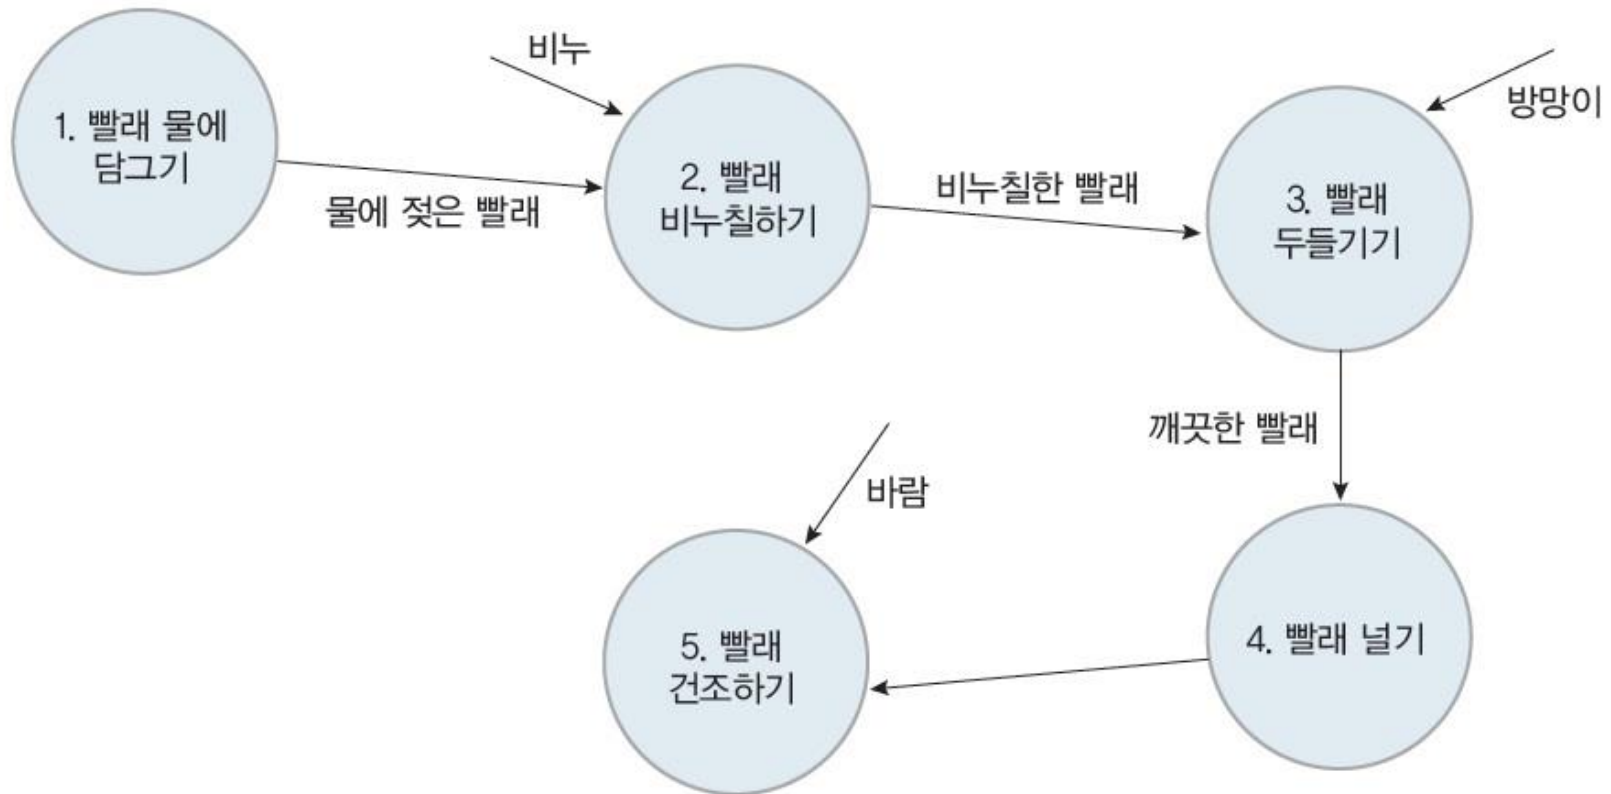 1. 빨래 물에
담그기
물에 젖은 빨래
비누
2. 빨래
비누칠하기
비누칠한 빨래
방망이
3. 빨래
두들기기
깨끗한 빨래
4. 빨래 널기
바람
5. 빨래
건조하기